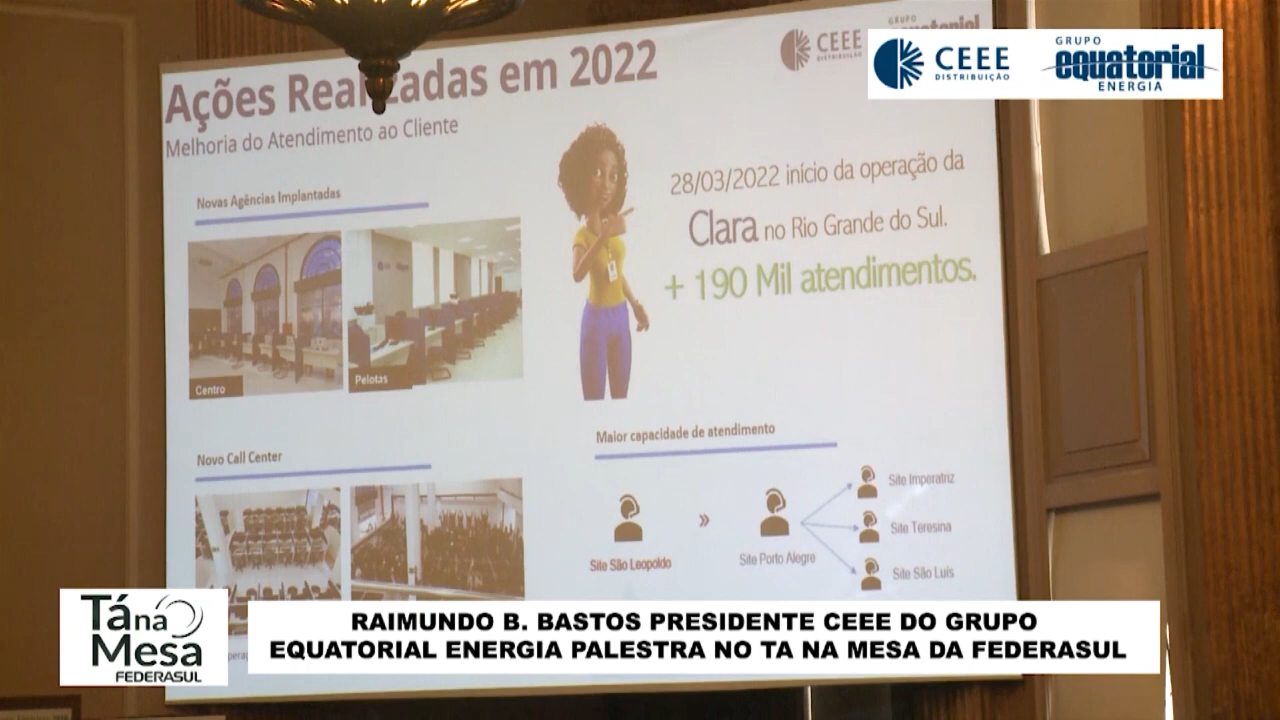 Ações Realizadas em 2022
Melhoria do Atendimento ao Cliente
CEEE
DISTRIBUIÇÃO
GRUPO
equatorial
CEEE
DISTRIBUIÇÃO
GRUPO
equatorial
ENERGIA
Novas Agências Implantadas
Centro
Pelotas
28/03/2022 início da operação da
Clara no Rio Grande do Sul.
+ 190 Mil atendimentos.
Novo Call Center
Maior capacidade de atendimento
Site São Leopoldo
»
Site Porto Alegre
Site Imperatriz
Site Teresina
Site São Luís
Tá na
Mesa
FEDERASUL
RAIMUNDO B. BASTOS PRESIDENTE CEEE DO GRUPO
EQUATORIAL ENERGIA PALESTRA NO TA NA MESA DA FEDERASUL